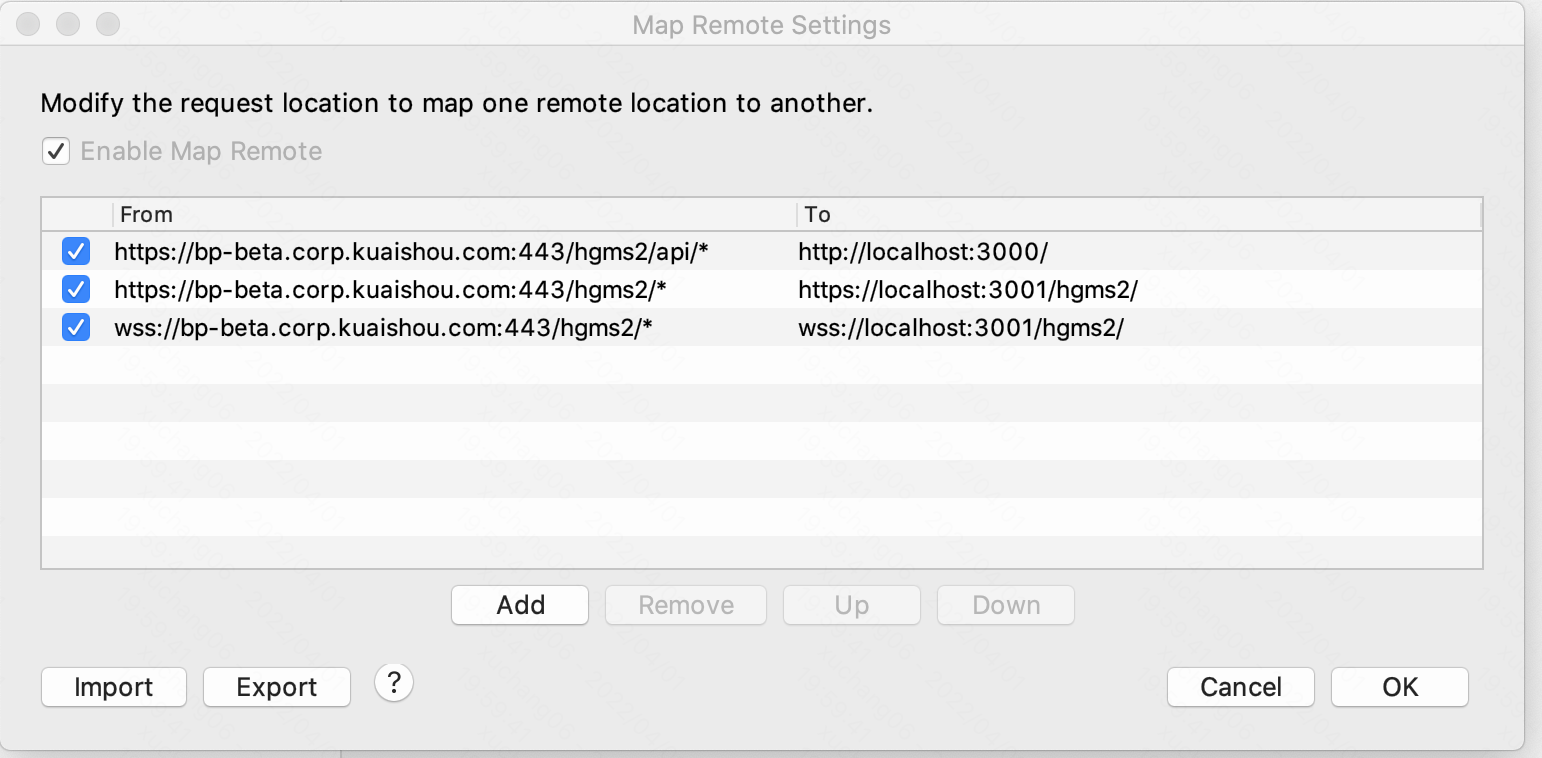 Map Remote Settings
Modify the request location to map one remote location to another.
Enable Map Remote
From To
https://bp-beta.corp.kuaishou.com:443/hgms2/api/* http://localhost:3000/
https://bp-beta.corp.kuaishou.com:443/hgms2/* https://localhost:3001/hgms2/
wss://bp-beta.corp.kuaishou.com:443/hgms2/* wss://localhost:3001/hgms2/
Add Remove Up Down
Import Export ? Cancel OK